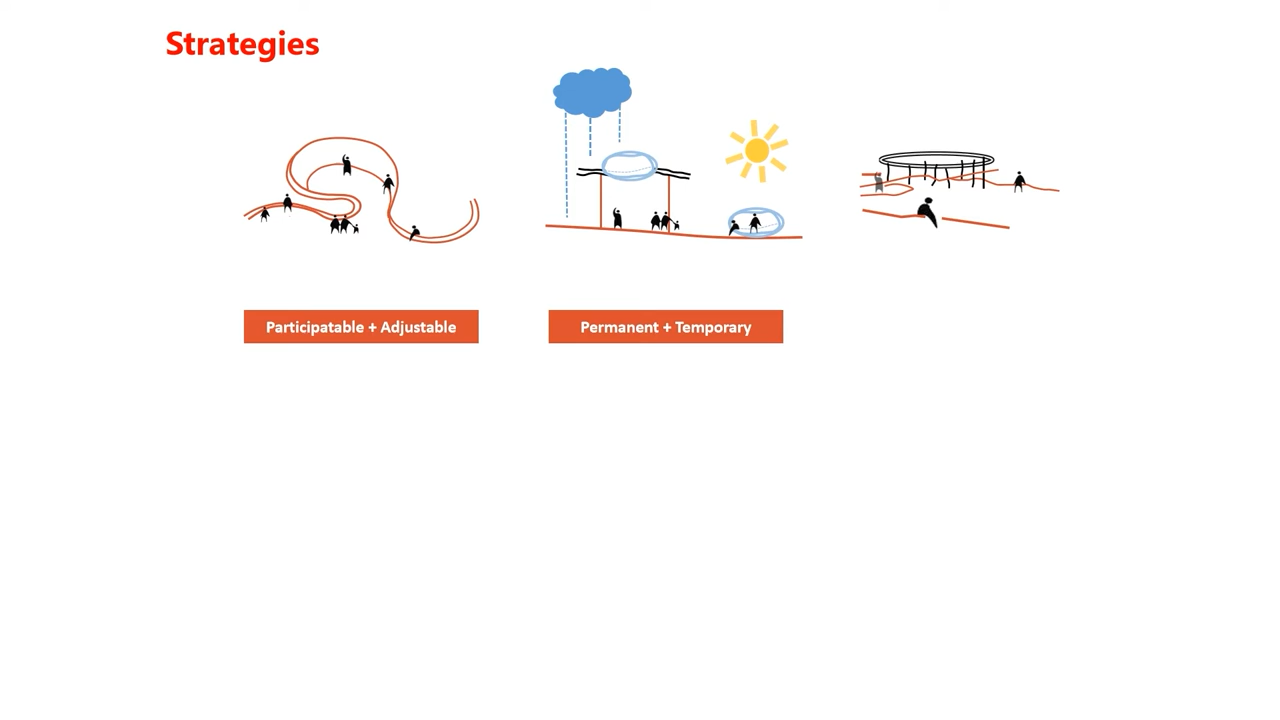 Strategies
Participatable + Adjustable
Permanent + Temporary